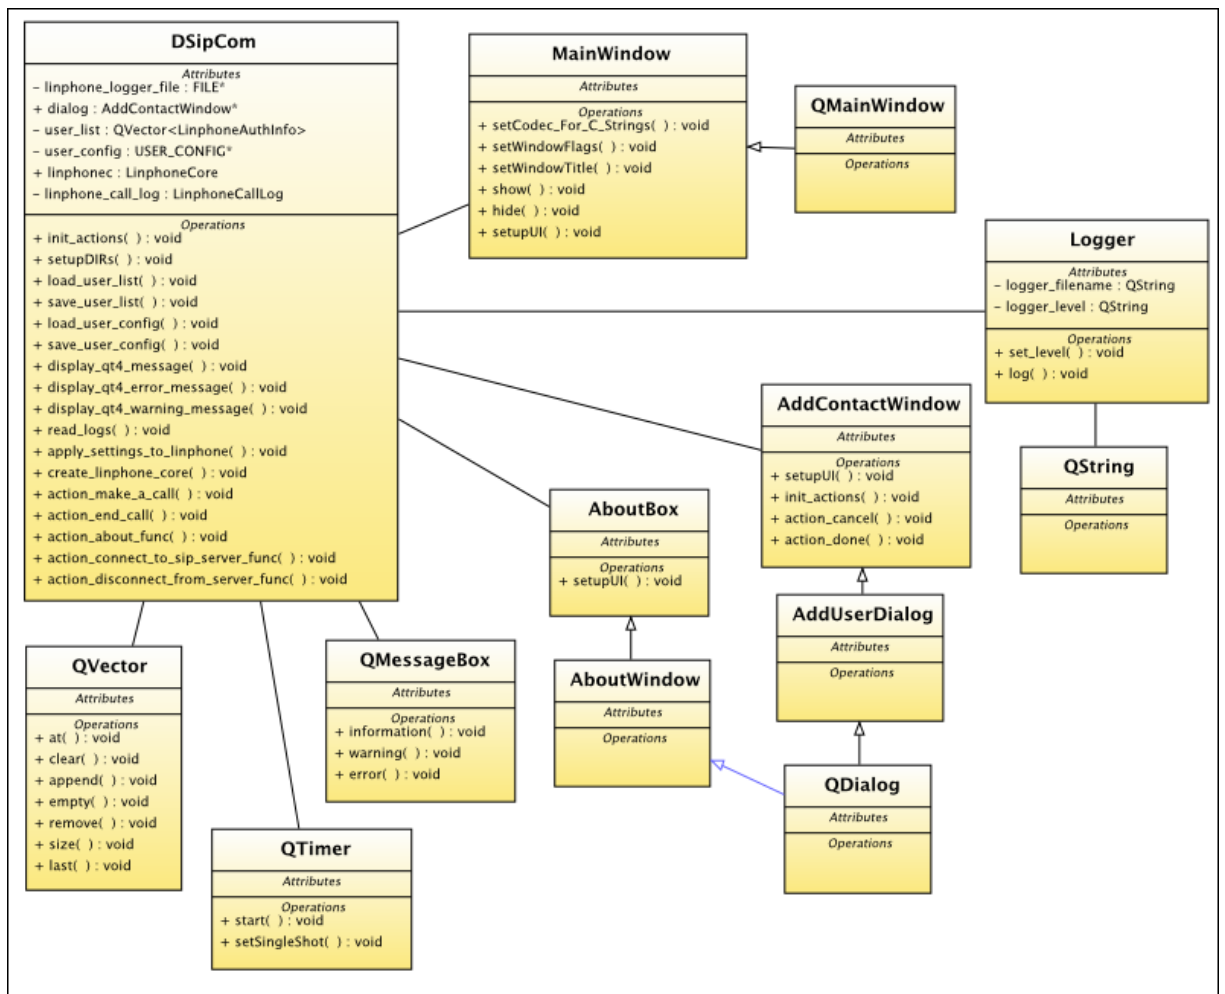 DSipCom
Attributes
- linphone_logger_file : FILE*
+ dialog : AddContactWindow*
- user_list : QVector<LinphoneAuthInfo>
- user_config : USER_CONFIG*
+ linphonec : LinphoneCore
- linphone_call_log : LinphoneCallLog
Operations
+ init_actions( ) : void
+ setupDIRs( ) : void
+ load_user_list( ) : void
+ save_user_list( ) : void
+ load_user_config( ) : void
+ save_user_config( ) : void
+ display_qt4_message( ) : void
+ display_qt4_error_message( ) : void
+ display_qt4_warning_message( ) : void
+ read_logs( ) : void
+ apply_settings_to_linphone( ) : void
+ create_linphone_core( ) : void
+ action_make_a_call( ) : void
+ action_end_call( ) : void
+ action_about_func( ) : void
+ action_connect_to_sip_server_func( ) : void
+ action_disconnect_from_server_func( ) : void
MainWindow
Attributes
Operations
+ setCodec_For_C_Strings( ) : void
+ setWindowFlags( ) : void
+ setWindowTitle( ) : void
+ show( ) : void
+ hide( ) : void
+ setupUI( ) : void
QMainWindow
Attributes
Operations
Logger
Attributes
- logger_filename : QString
- logger_level : QString
Operations
+ set_level( ) : void
+ log( ) : void
AddContactWindow
Attributes
Operations
+ setupUI( ) : void
+ init_actions( ) : void
+ action_cancel( ) : void
+ action_done( ) : void
QString
Attributes
Operations
AboutBox
Attributes
Operations
+ setupUI( ) : void
AddUserDialog
Attributes
Operations
AboutWindow
Attributes
Operations
QDialog
Attributes
Operations
QVector
Attributes
Operations
+ at( ) : void
+ clear( ) : void
+ append( ) : void
+ empty( ) : void
+ remove( ) : void
+ size( ) : void
+ last( ) : void
QMessageBox
Attributes
Operations
+ information( ) : void
+ warning( ) : void
+ error( ) : void
QTimer
Attributes
Operations
+ start( ) : void
+ setSingleShot( ) : void